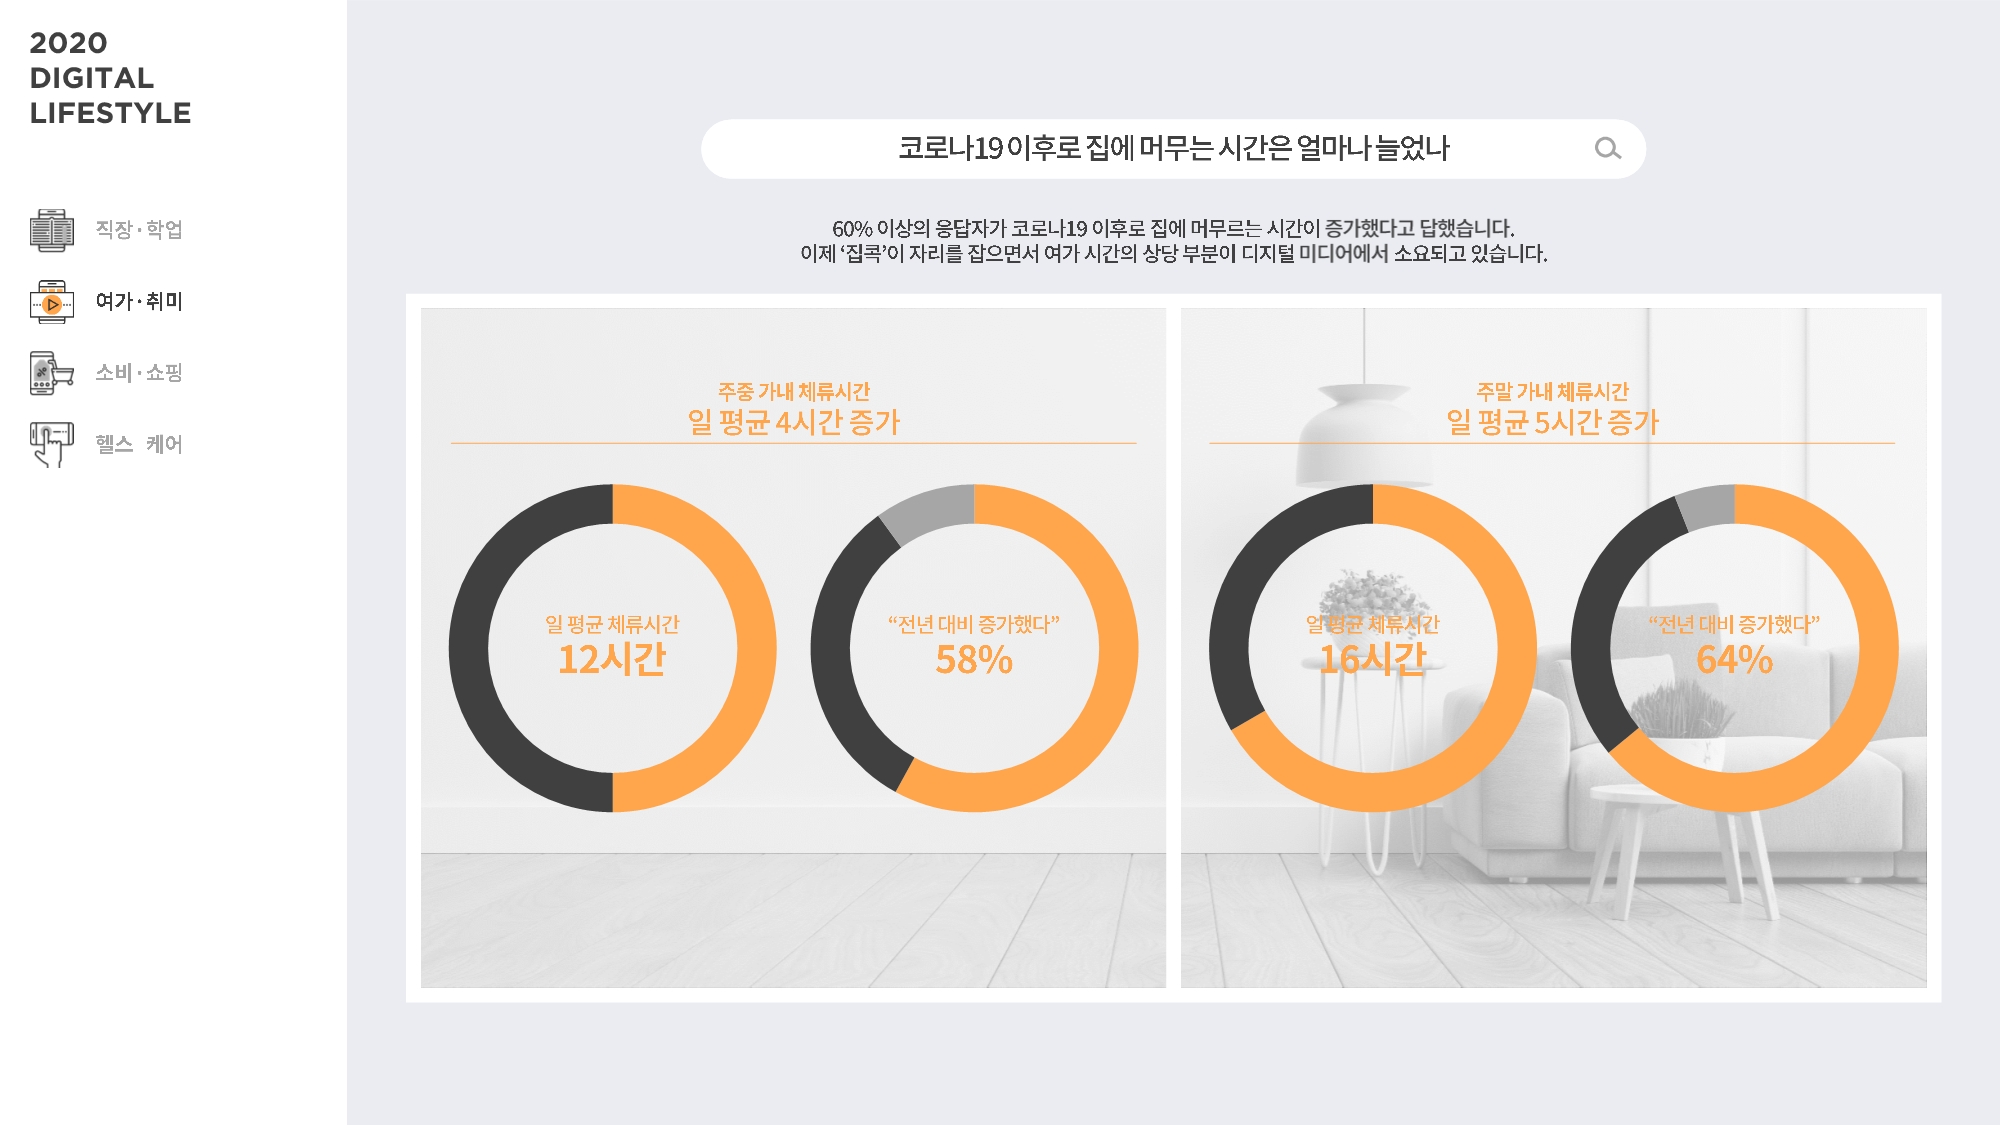 2020
DIGITAL
LIFESTYLE
직장·학업
여가·취미
소비·쇼핑
헬스 케어
코로나19 이후로 집에 머무는 시간은 얼마나 늘었나
60% 이상의 응답자가 코로나19 이후로 집에 머무르는 시간이 증가했다고 답했습니다.
이제 ‘집콕’이 자리를 잡으면서 여가 시간의 상당 부분이 디지털 미디어에서 소요되고 있습니다.
주중 가내 체류시간
일 평균 4시간 증가
일 평균 체류시간
12시간
“전년 대비 증가했다”
58%
주말 가내 체류시간
일 평균 5시간 증가
일 평균 체류시간
16시간
“전년 대비 증가했다”
64%